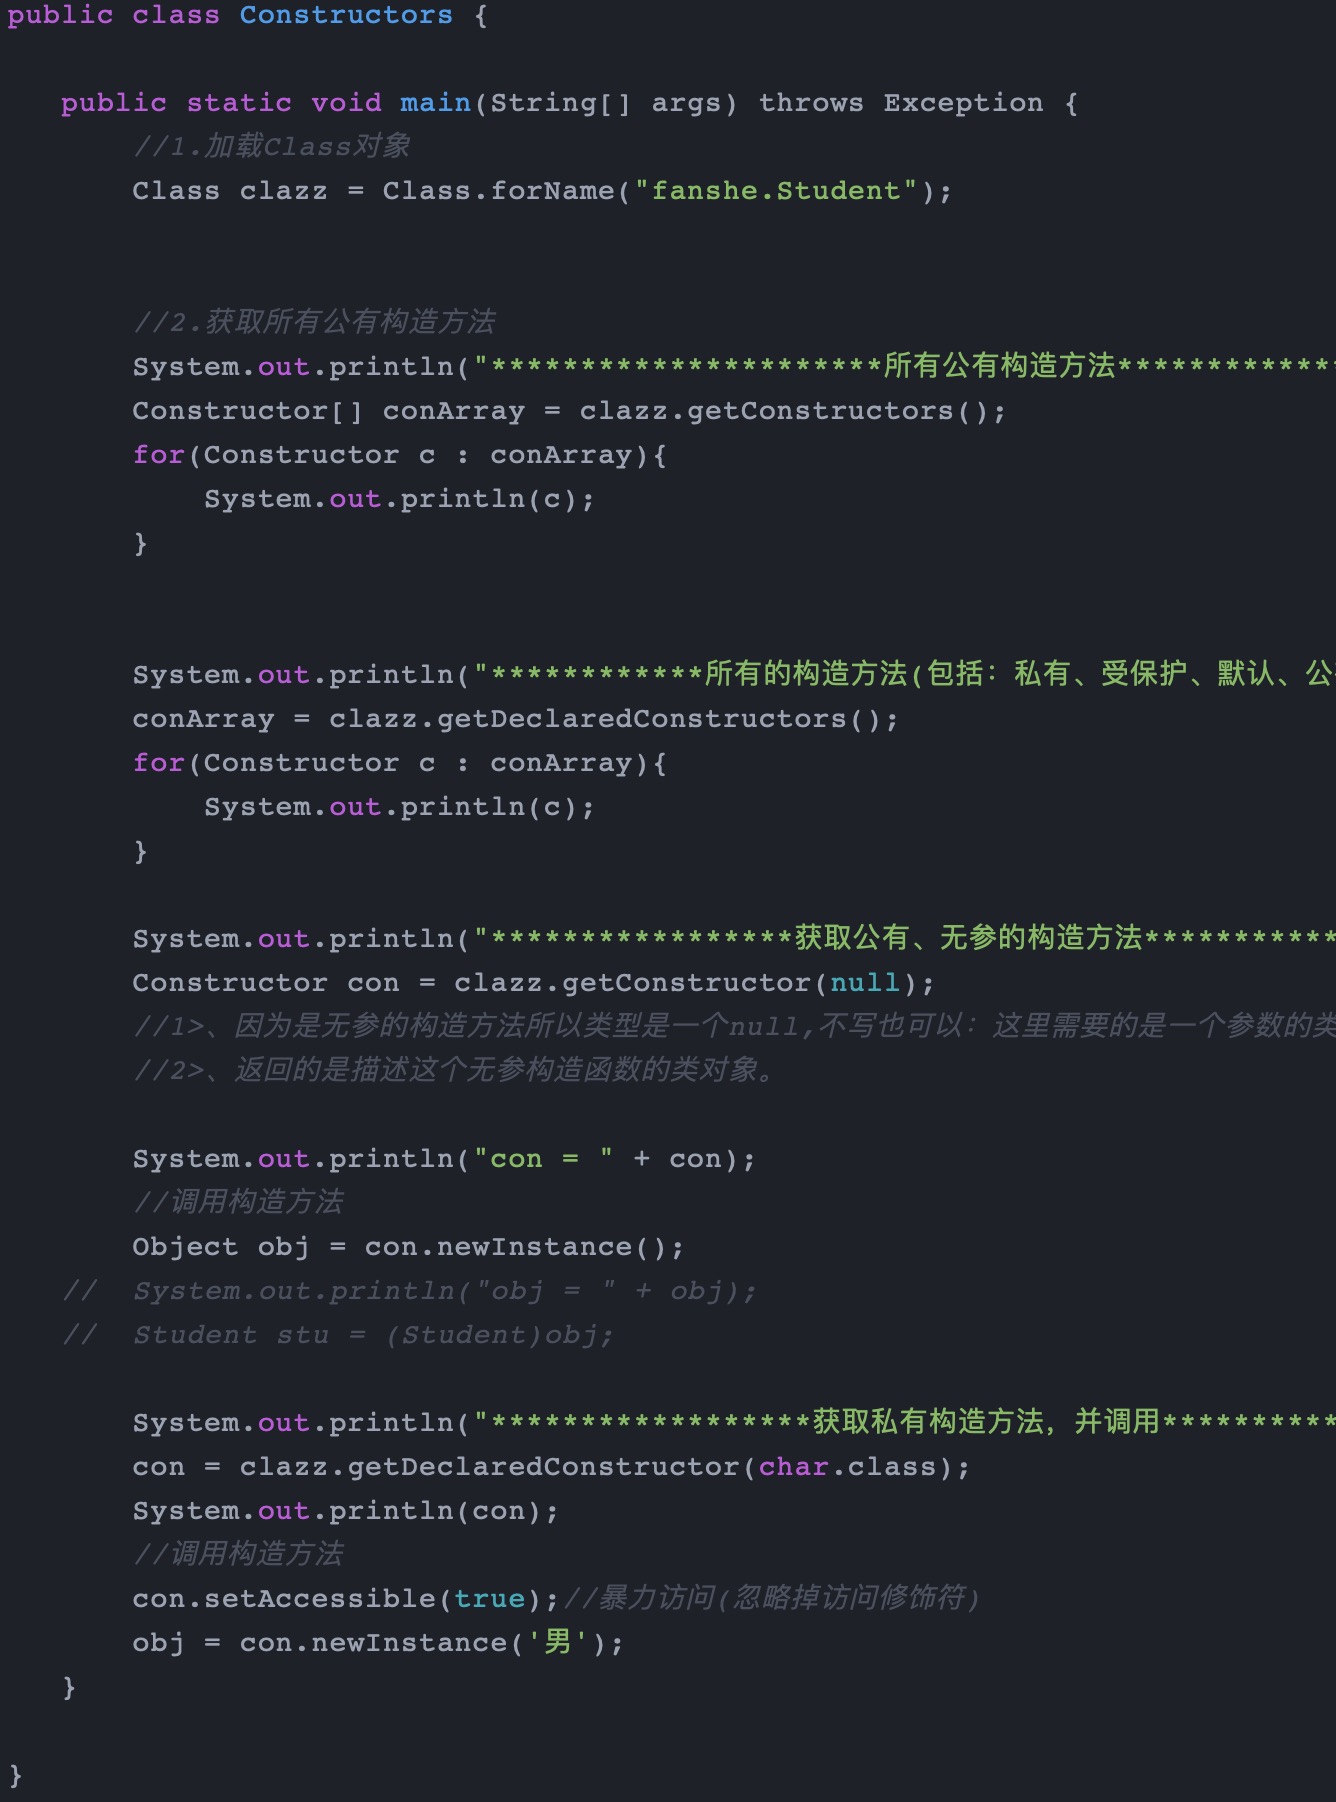 public class Constructors {
public static void main(String[] args) throws Exception {
//1.加载Class对象
Class clazz = Class.forName("fanshe.Student");
//2.获取所有公有构造方法
System.out.println("**********************所有公有构造方法************
Constructor[] conArray = clazz.getConstructors();
for(Constructor c : conArray){
System.out.println(c);
}
System.out.println("************所有的构造方法(包括：私有、受保护、默认、公
conArray = clazz.getDeclaredConstructors();
for(Constructor c : conArray){
System.out.println(c);
}
System.out.println("*****************获取公有、无参的构造方法***********
Constructor con = clazz.getConstructor(null);
//1>、因为是无参的构造方法所以类型是一个null,不写也可以：这里需要的是一个参数的类
//2>、返回的是描述这个无参构造函数的类对象。
System.out.println("con = " + con);
//调用构造方法
Object obj = con.newInstance();
// System.out.println("obj = " + obj);
// Student stu = (Student)obj;
System.out.println("******************获取私有构造方法，并调用**********
con = clazz.getDeclaredConstructor(char.class);
System.out.println(con);
//调用构造方法
con.setAccessible(true);//暴力访问(忽略掉访问修饰符)
obj = con.newInstance('男');
}
}